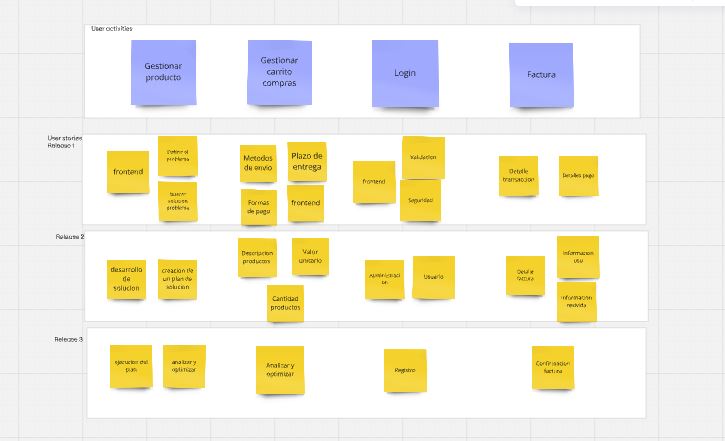 User activities
Gestionar
producto
Gestionar
carrito
compras
Login
Factura
User stories
Release 1
frontend
Definir el
problema
buscar
solucion
problema
Metodos
de envio
Plazo de
entrega
Formas
de pago
frontend
frontend
Validacion
Seguridad
Detalle
transaccion
Detalles pago
Release 2
desarrollo
de
solucion
creacion de
un plan de
solucion
Descripcion
productos
Valor
unitario
Cantidad
productos
Administraci
on
Usuario
Detalle
factura
Informacion
uso
Informacion
Release 3
ejecucion del
plan
analizar y
optimizar
Analizar y
optimizar
Registro
Confirmacion
factura